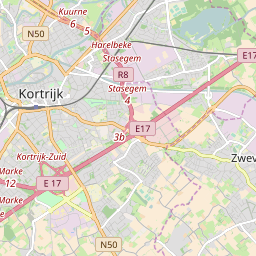 Kuurne
6
5
N50
Harelbeke
Stasegem
R8
E17
Stasegem
4
Kortrijk
E17
3b
Kortrijk-Zuid
Marke
Zwev
12
E 17
Marke
N50